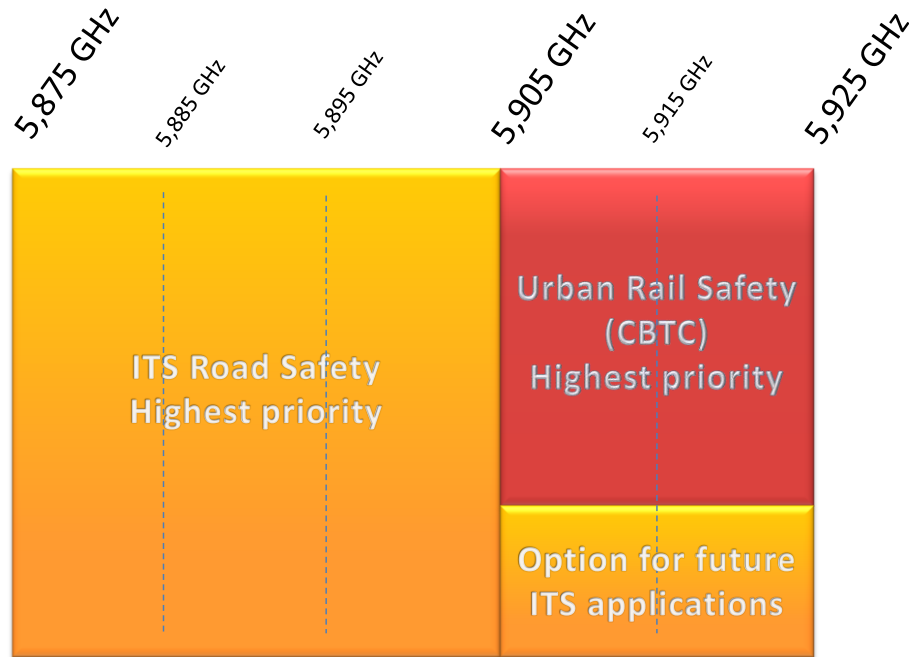 5,875 GHz
5,885 GHz
5,895 GHz
5,905 GHz
5,915 GHz
5,925 GHz
ITS Road Safety
Highest priority
Urban Rail Safety
(CBTC)
Highest priority
Option for future
ITS applications